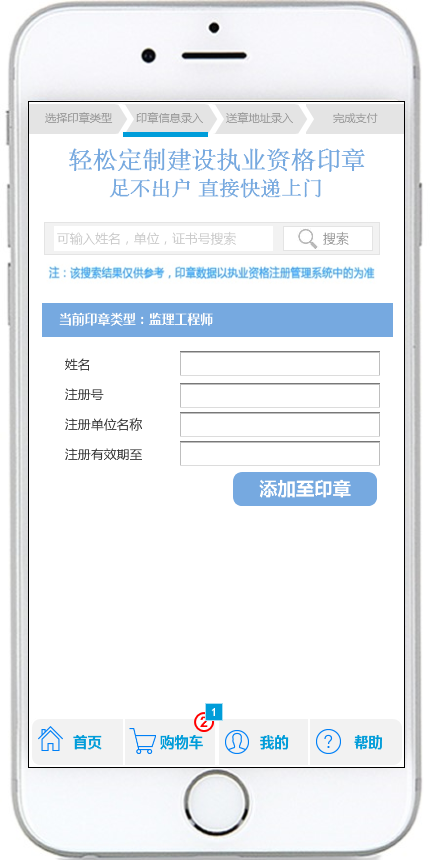 选择印章类型 印章信息录入 送章地址录入 完成支付
轻松定制建设执业资格印章
足不出户 直接快递上门
可输入姓名，单位，证书号搜索 搜索
注：该搜索结果仅供参考，印章数据以执业资格注册管理系统中的为准
当前印章类型：监理工程师
姓名
注册号
注册单位名称
注册有效期至
添加至印章
1
2
首页 购物车 我的 ? 帮助